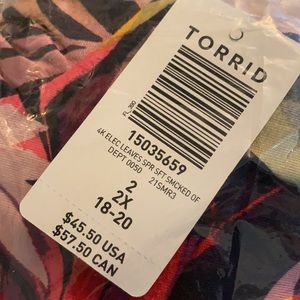 TORRID
15035659
4K ELEC LEAVES SPR SFT SMCKED OF
DEPT 0050 21SMR3
2
2X
18-20
$45.50 USA
$57.50 CAN